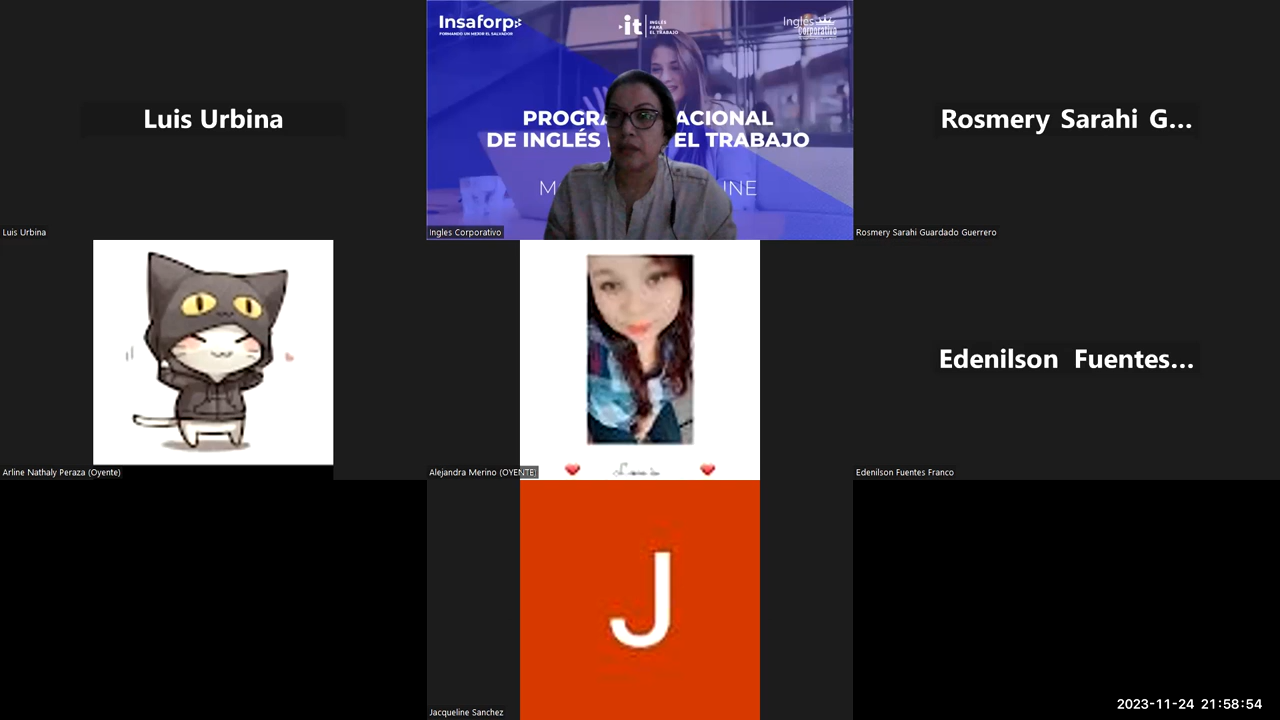 Insaforp
FORMANDO UN MEJOR EL SALVADOR
it
INGLÉS
PARA
EL TRABAJO
Inglés
Corporativo
Luis Urbina
PROGRA ACIONAL
DE INGLÉS EL TRABAJO
M INE
Rosmery Sarahi G...
Luis Urbina
Ingles Corporativo
Rosmery Sarahi Guardado Guerrero
Edenilson Fuentes...
Arline Nathaly Peraza (Oyente)
Alejandra Merino (OYENTE)
Edenilson Fuentes Franco
J
Jacqueline Sanchez
2023-11-24 21:58:54